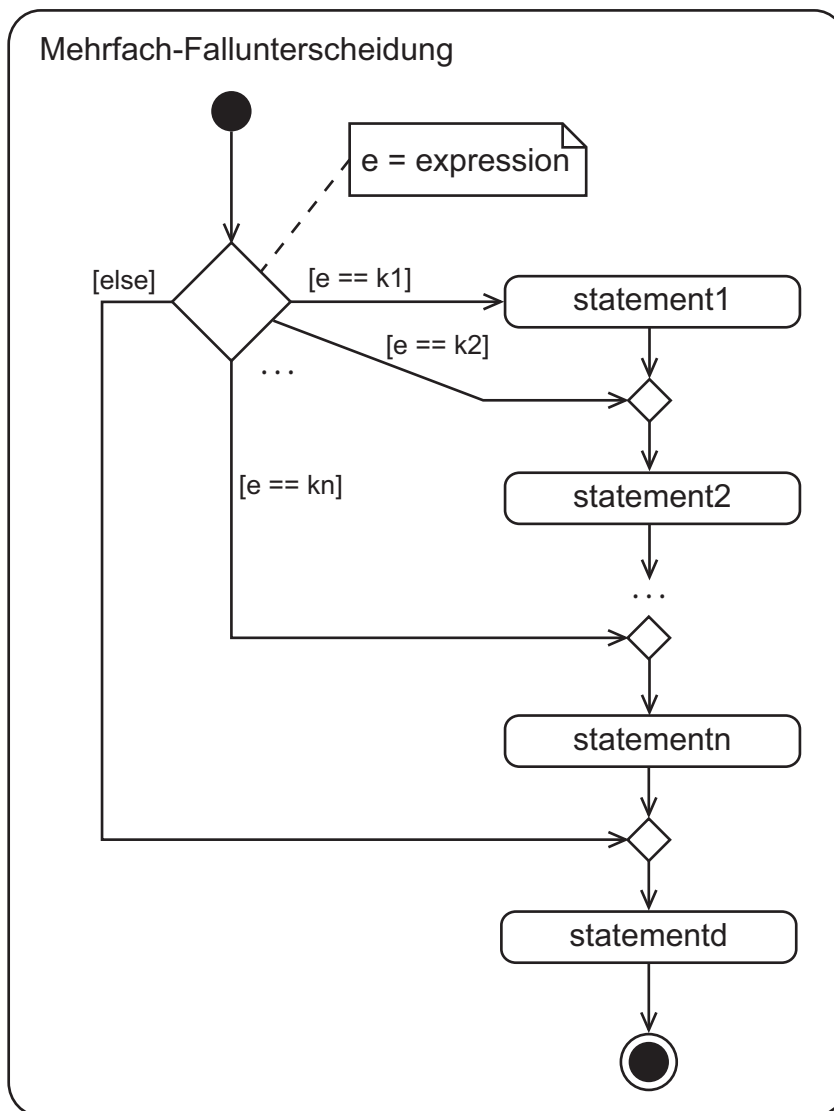 Mehrfach-Fallunterscheidung
e = expression
[else]
[e == k1]
statement1
[e == k2]
...
[e == kn]
statement2
...
statementn
statementd